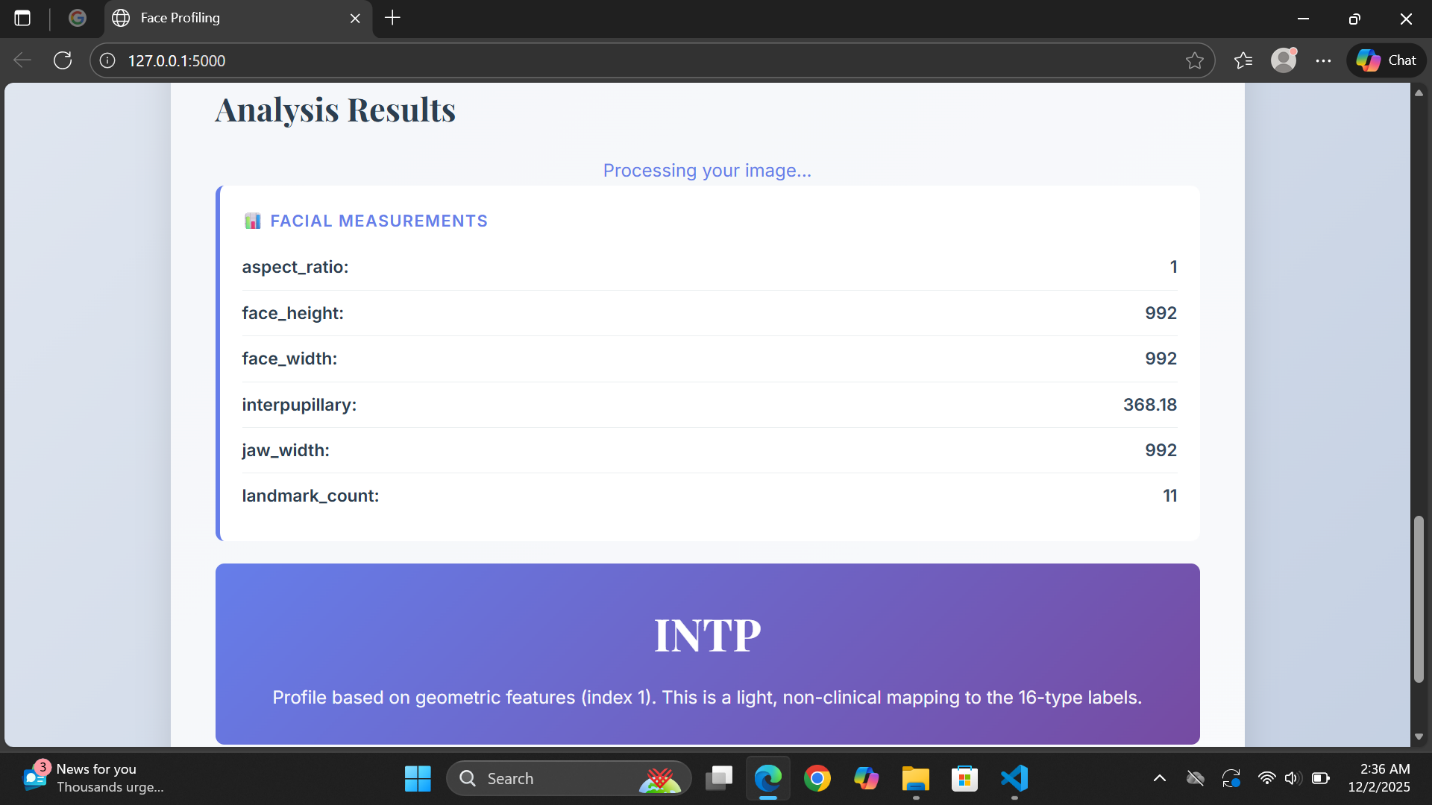 Face Profiling
127.0.0.1:5000
Chat
Analysis Results
Processing your image...
FACIAL MEASUREMENTS
aspect_ratio: 1
face_height: 992
face_width: 992
interpupillary: 368.18
jaw_width: 992
landmark_count: 11
INTP
Profile based on geometric features (index 1). This is a light, non-clinical mapping to the 16-type labels.
3
News for you
Thousands urge...
Search
2:36 AM
12/2/2025